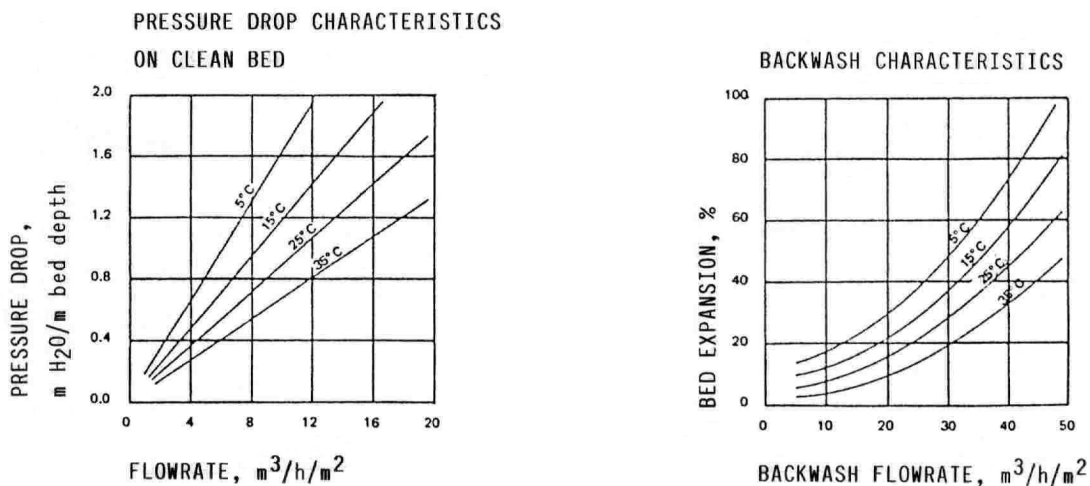 PRESSURE DROP CHARACTERISTICS
ON CLEAN BED
PRESSURE DROP,
m H₂O/m bed depth
2.0
1.6
1.2
0.8
0.4
0.0
5°C
15°C
25°C
35°C
0 4 8 12 16 20
FLOWRATE, m³/h/m²
BACKWASH CHARACTERISTICS
BED EXPANSION, %
100
80
60
40
20
0
5°C
15°C
25°C
35°C
0 10 20 30 40 50
BACKWASH FLOWRATE, m³/h/m²